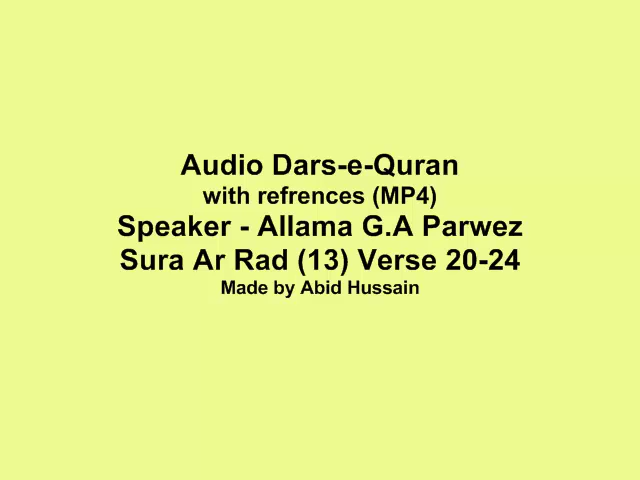 Audio Dars-e-Quran
with refrences (MP4)
Speaker - Allama G.A Parwez
Sura Ar Rad (13) Verse 20-24
Made by Abid Hussain